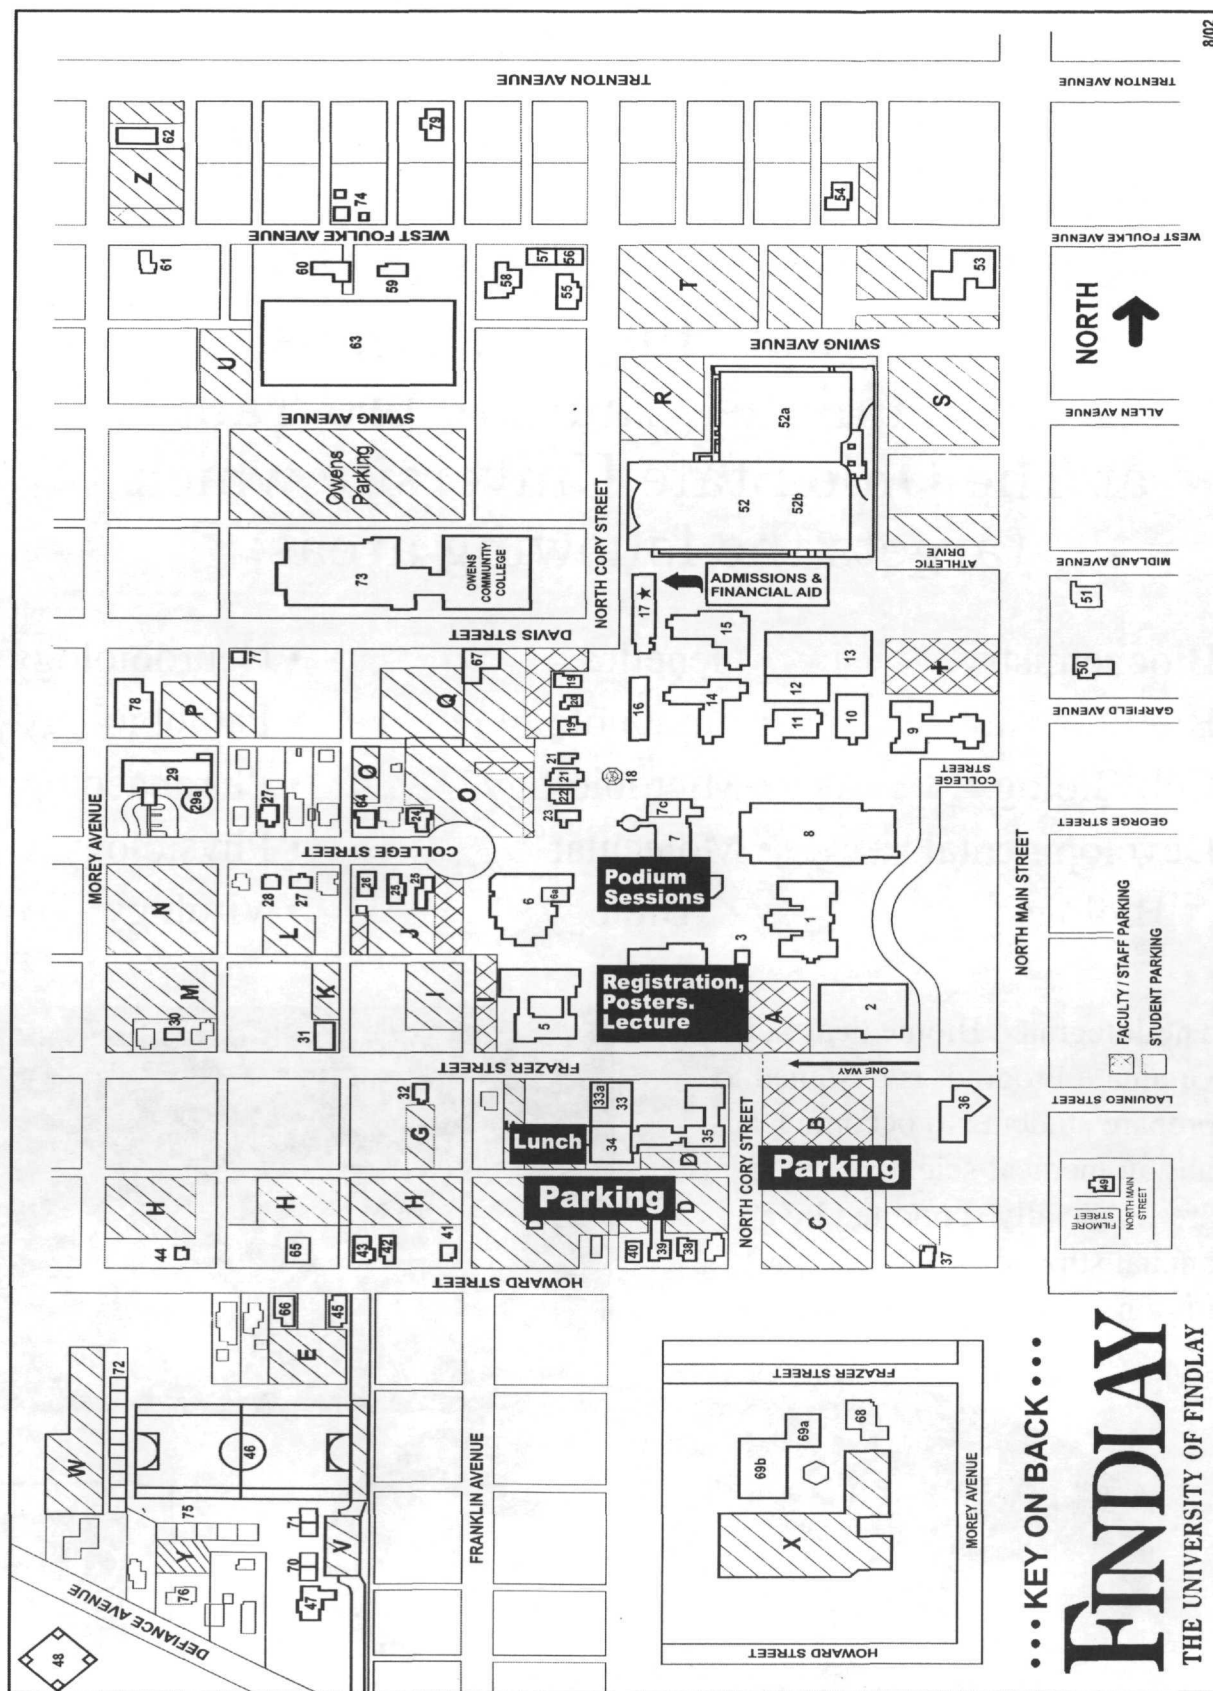 8/02
TRENTON AVENUE
TRENTON AVENUE
62
Z
79
74
54
WEST FOULKE AVENUE
WEST FOULKE AVENUE
61
60
59
58
57
56
55
T
53
63
U
SWING AVENUE
SWING AVENUE
NORTH
ALLEN AVENUE
R
S
52a
52
52b
Owens
Parking
NORTH CORY STREET
ATHLETIC
DRIVE
MIDLAND AVENUE
73
OWENS
COMMUNTIY
COLLEGE
17
ADMISSIONS &
FINANCIAL AID
51
DAVIS STREET
77
67
15
13
+
50
78
P
Q
19
20
19
16
14
12
11
10
9
GARFIELD AVENUE
MOREY AVENUE
29
29a
27
O
64
24
O
21
21
22
23
18
COLLEGE
STREET
COLLEGE STREET
7c
7
8
GEORGE STREET
N
28
27
L
26
25
25
J
6
6a
Podium
Sessions
1
3
NORTH MAIN STREET
M
30
K
31
I
I
5
Registration,
Posters.
Lecture
A
2
FACULTY / STAFF PARKING
STUDENT PARKING
FRAZER STREET
ONE WAY
LAQUINEO STREET
32
G
33a
33
34
35
Lunch
D
B
36
NORTH CORY STREET
Parking
Parking
H
H
H
D
D
C
44
65
43
42
41
40
39
38
37
FILMORE
STREET
49
NORTH MAIN
STREET
HOWARD STREET
66
45
E
72
W
46
75
71
70
V
Y
76
47
48
DEFIANCE AVENUE
FRANKLIN AVENUE
FRAZER STREET
69b
69a
68
X
MOREY AVENUE
HOWARD STREET
• • • KEY ON BACK • • •
FINDLAY
THE UNIVERSITY OF FINDLAY